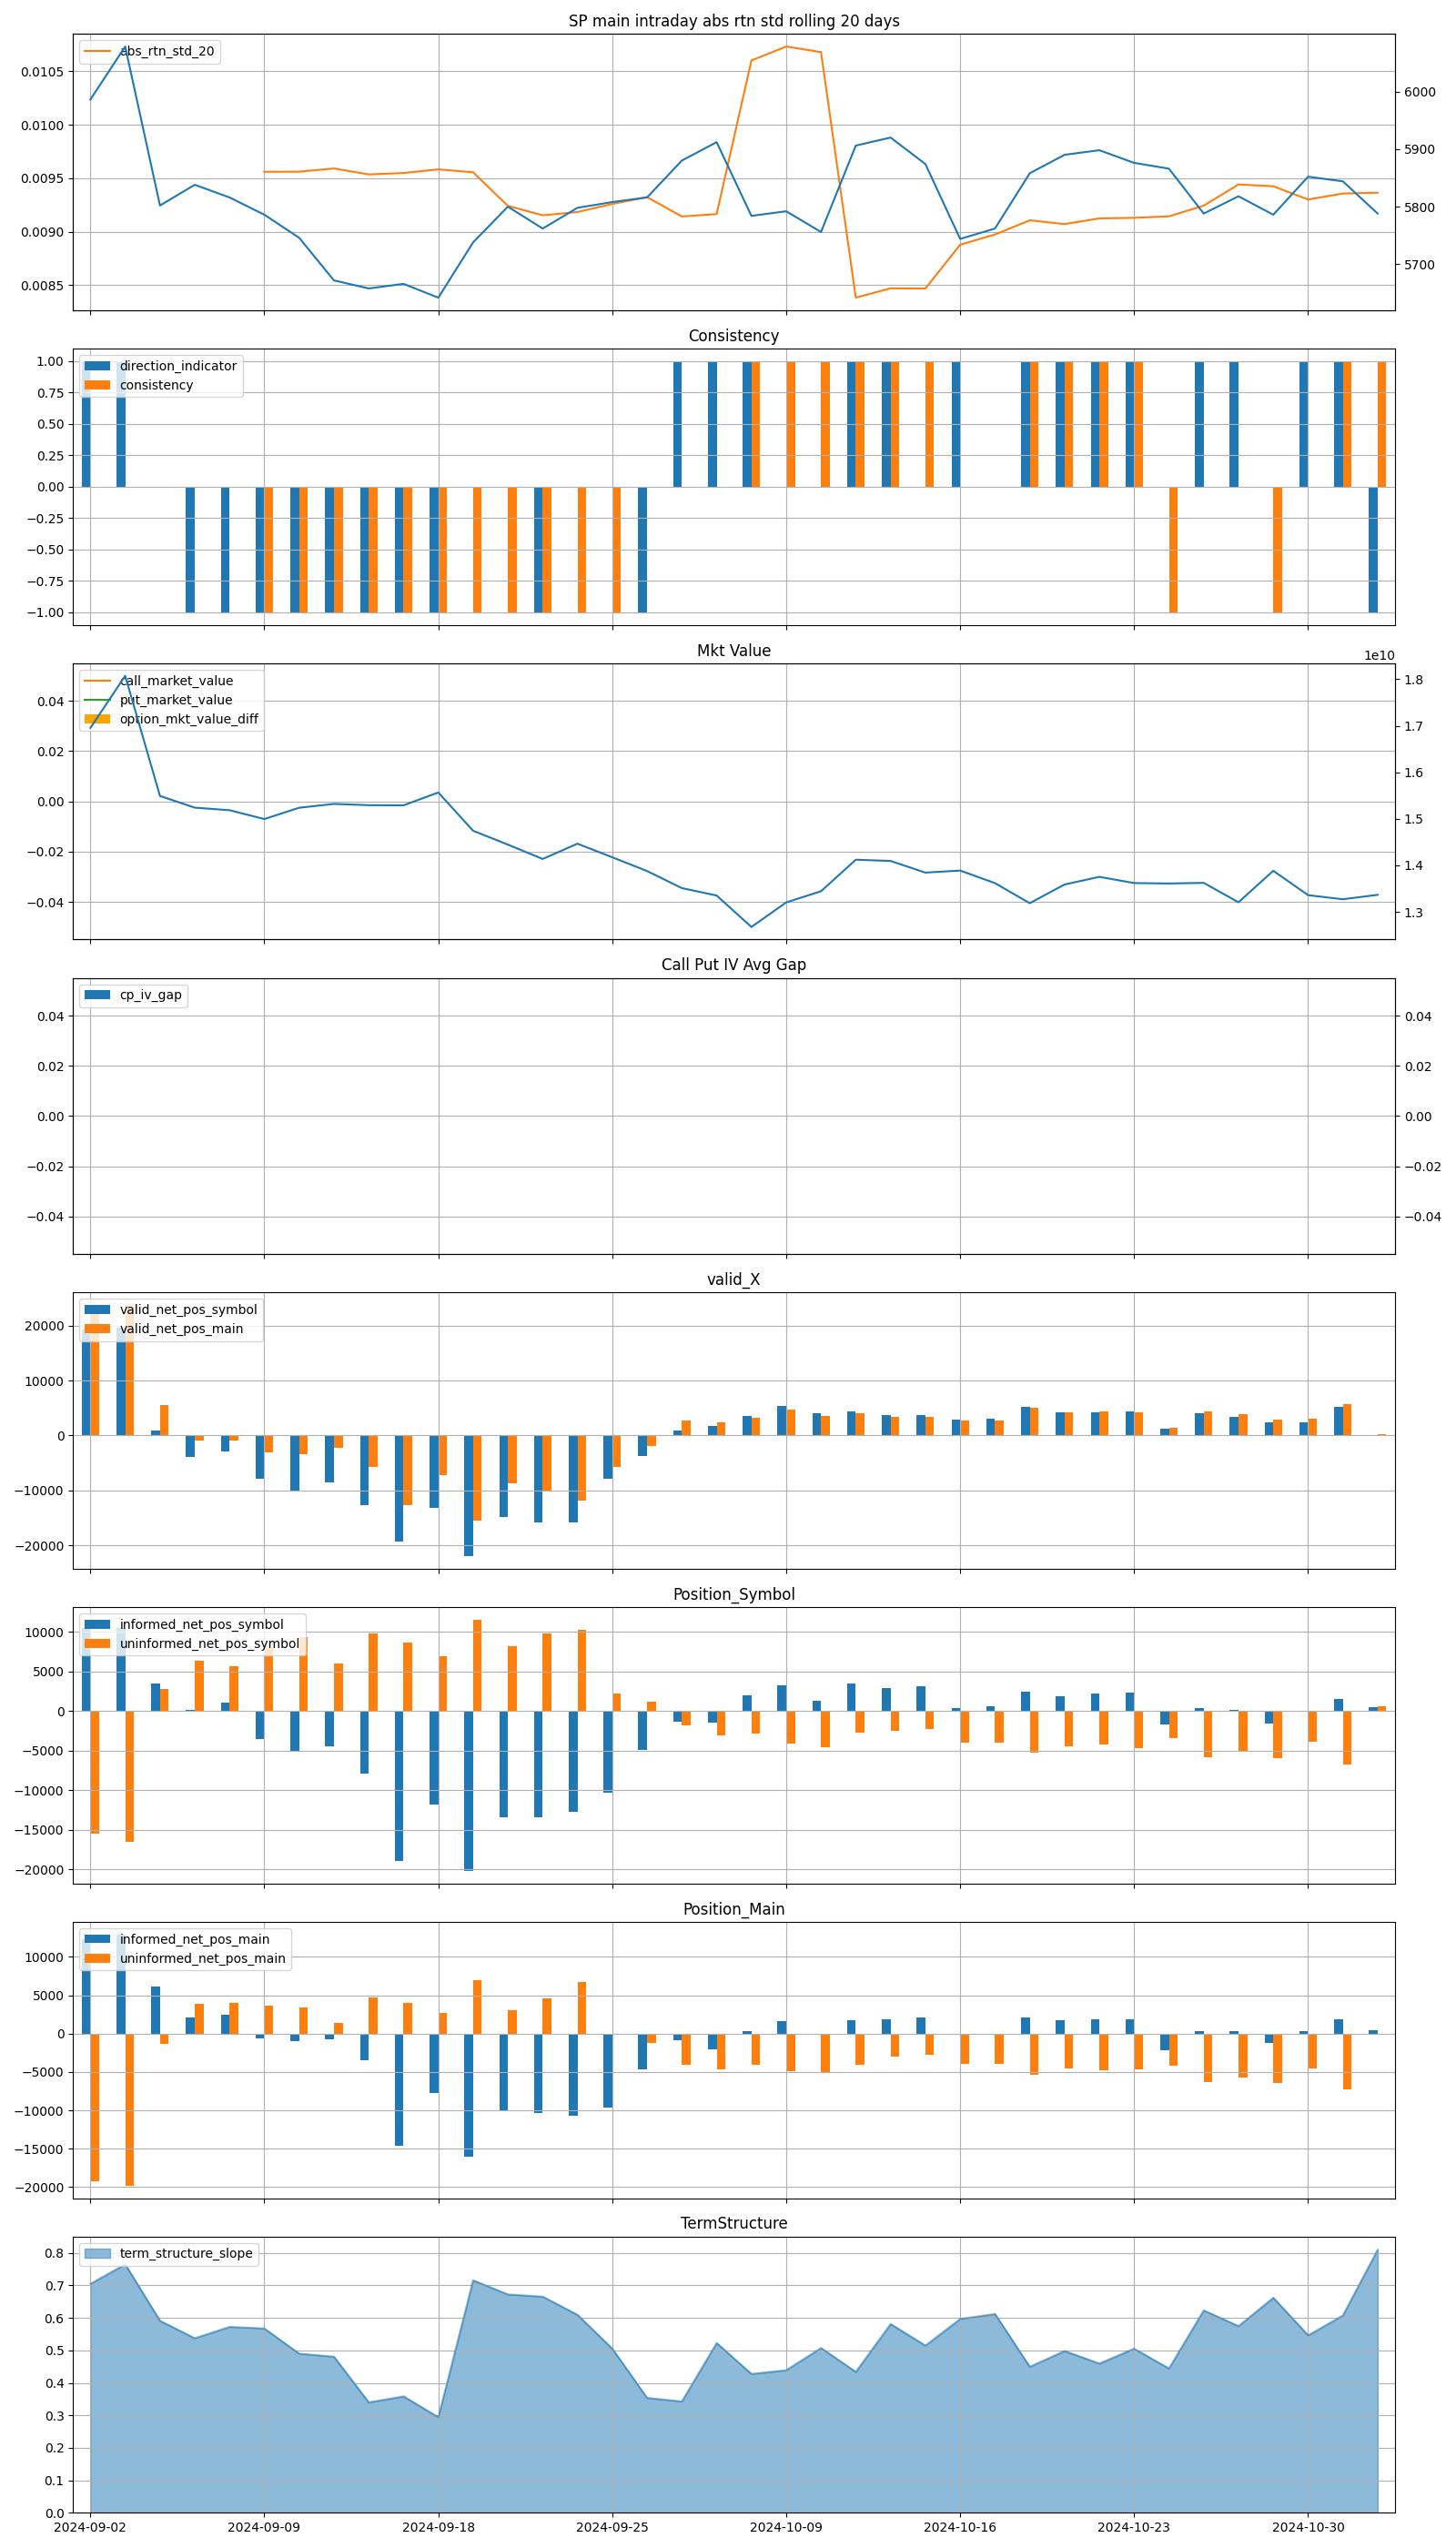 SP main intraday abs rtn std rolling 20 days
abs_rtn_std_20
0.0105
0.0100
0.0095
0.0090
0.0085
6000
5900
5800
5700
Consistency
direction_indicator
consistency
1.00
0.75
0.50
0.25
0.00
−0.25
−0.50
−0.75
−1.00
Mkt Value
1e10
call_market_value
put_market_value
option_mkt_value_diff
0.04
0.02
0.00
−0.02
−0.04
1.8
1.7
1.6
1.5
1.4
1.3
Call Put IV Avg Gap
cp_iv_gap
0.04
0.02
0.00
−0.02
−0.04
0.04
0.02
0.00
−0.02
−0.04
valid_X
valid_net_pos_symbol
valid_net_pos_main
20000
10000
0
−10000
−20000
Position_Symbol
informed_net_pos_symbol
uninformed_net_pos_symbol
10000
5000
0
−5000
−10000
−15000
−20000
Position_Main
informed_net_pos_main
uninformed_net_pos_main
10000
5000
0
−5000
−10000
−15000
−20000
TermStructure
term_structure_slope
0.8
0.7
0.6
0.5
0.4
0.3
0.2
0.1
0.0
2024-09-02 2024-09-09 2024-09-18 2024-09-25 2024-10-09 2024-10-16 2024-10-23 2024-10-30